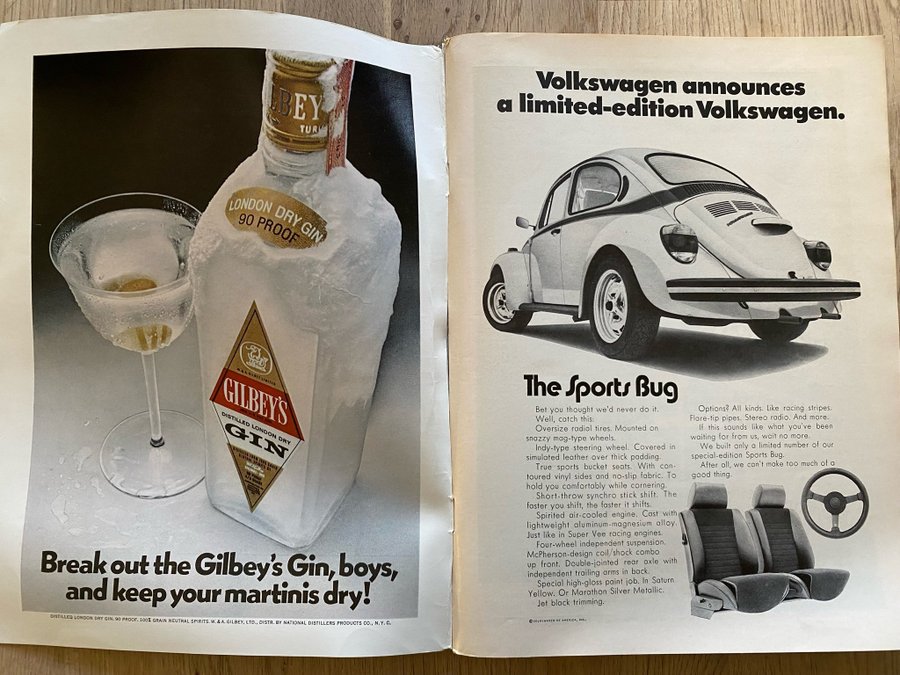 BEY
TUR
LONDON DRY GIN
90 PROOF
GILBEY'S
DISTILLED LONDON DRY
GIN
Break out the Gilbey's Gin, boys,
and keep your martinis dry!
DISTILLED LONDON DRY GIN, 90 PROOF. 100% GRAIN NEUTRAL SPIRITS. W. & A. GILBEY, LTD., DISTR. BY NATIONAL DISTILLERS PRODUCTS CO., N.Y.C.
Volkswagen announces
a limited-edition Volkswagen.
The Sports Bug
Bet you thought we'd never do it.
Well, catch this:
Oversize radial tires. Mounted on
snazzy mag-type wheels.
Indy-type steering wheel. Covered in
simulated leather over thick padding.
True sports bucket seats. With con-
toured vinyl sides and no-slip fabric. To
hold you comfortably while cornering.
Short-throw synchro stick shift. The
faster you shift, the faster it shifts.
Spirited air-cooled engine. Cast with
lightweight aluminum-magnesium alloy.
Just like in Super Vee racing engines.
Four-wheel independent suspension.
McPherson-design coil/shock combo
up front. Double-jointed rear axle with
independent trailing arms in back.
Special high-gloss paint job. In Saturn
Yellow. Or Marathon Silver Metallic.
Jet black trimming.
Options? All kinds. Like racing stripes.
Flare-tip pipes. Stereo radio. And more.
If this sounds like what you've been
waiting for from us, wait no more.
We built only a limited number of our
special-edition Sports Bug.
After all, we can't make too much of a
good thing.
©VOLKSWAGEN OF AMERICA, INC.